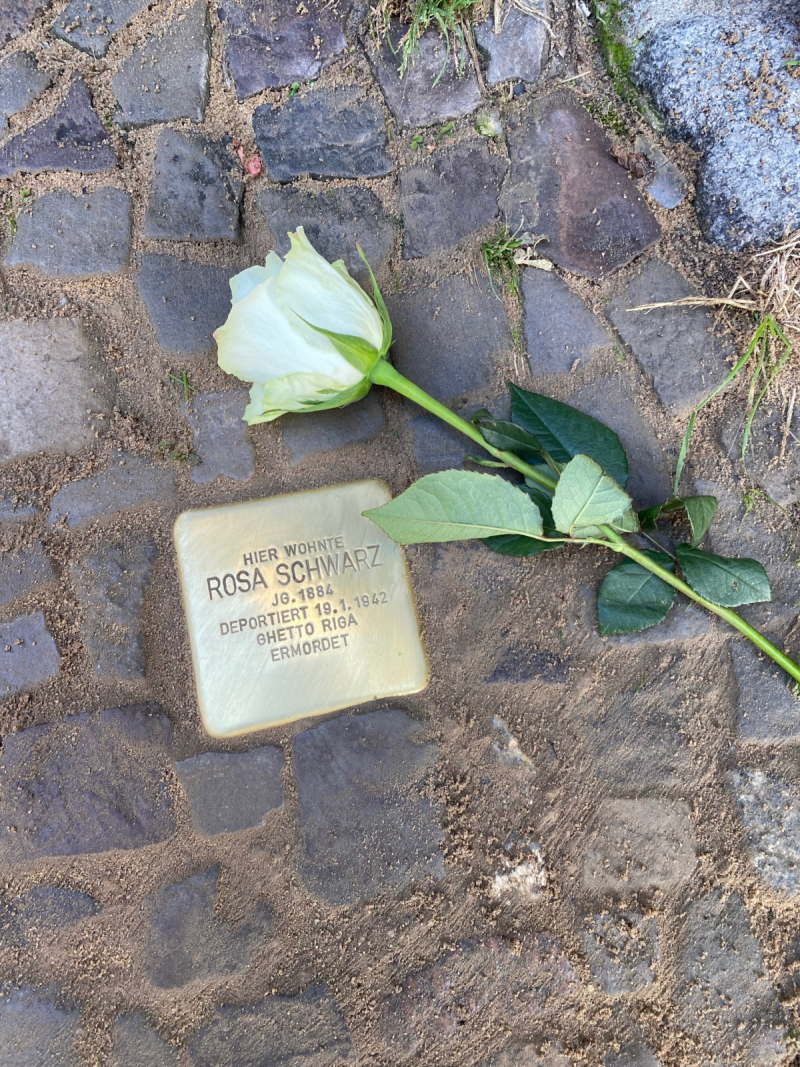 HIER WOHNTE
ROSA SCHWARZ
JG. 1884
DEPORTIERT 19.1.1942
GHETTO RIGA
ERMORDET